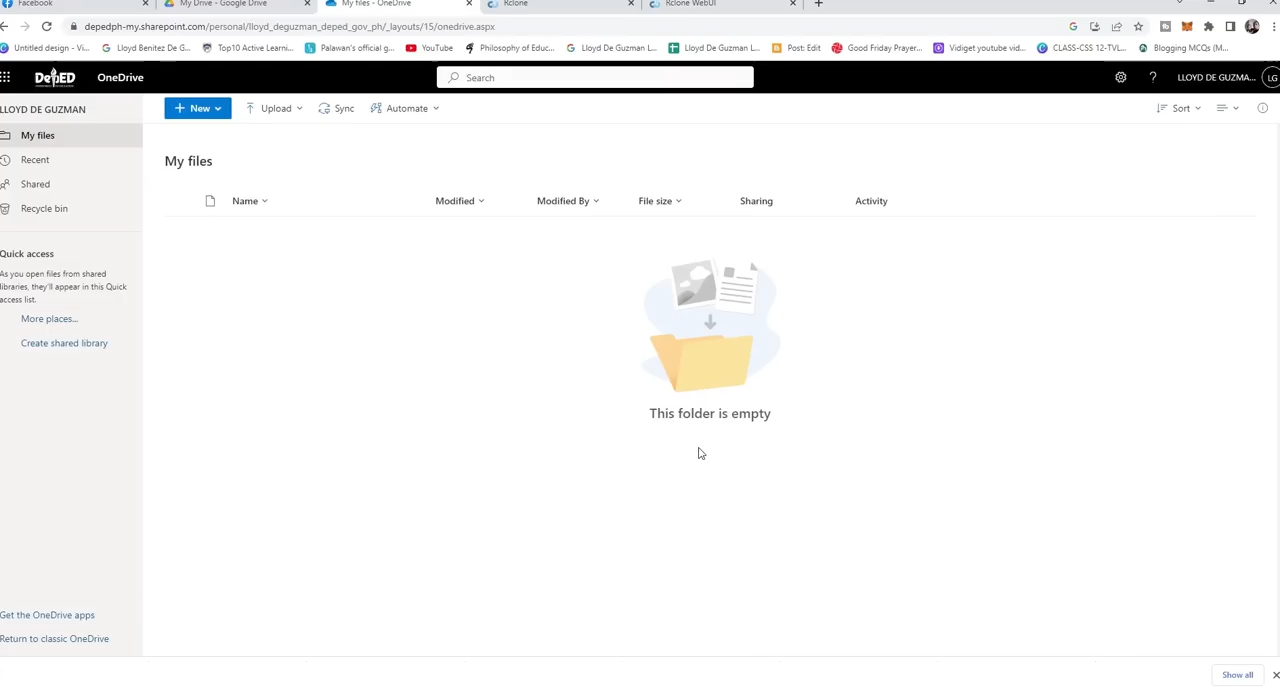 Facebook
My Drive - Google Drive
My files - OneDrive
Rclone
Rclone WebUI
depedph-my.sharepoint.com/personal/lloyd_deguzman_deped_gov_ph/_layouts/15/onedrive.aspx
Untitled design - Vi...
Lloyd Benitez De G...
Top10 Active Learni...
Palawan's official g...
YouTube
Philosophy of Educ...
Lloyd De Guzman L...
Lloyd De Guzman L...
Post: Edit
Good Friday Prayer...
Vidiget youtube vid...
CLASS-CSS 12-TVL...
Blogging MCQs (M...
DepED
OneDrive
Search
?
LLOYD DE GUZMA...
LG
LLOYD DE GUZMAN
+ New
Upload
Sync
Automate
Sort
My files
Recent
Shared
Recycle bin
Quick access
As you open files from shared
libraries, they'll appear in this Quick
access list.
More places...
Create shared library
Get the OneDrive apps
Return to classic OneDrive
My files
Name
Modified
Modified By
File size
Sharing
Activity
This folder is empty
Show all